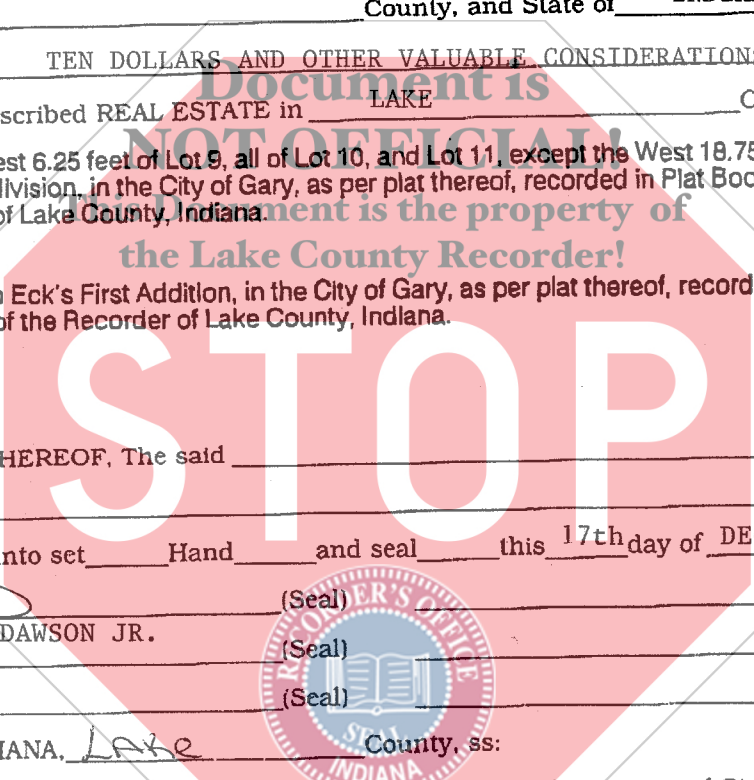 County, and State of
TEN DOLLARS AND OTHER VALUABLE CONSIDERATIONS
Document is
scribed REAL ESTATE in LAKE C
NOT OFFICIAL!
est 6.25 feet of Lot 9, all of Lot 10, and Lot 11, except the West 18.75
division, in the City of Gary, as per plat thereof, recorded in Plat Boo
of Lake County, Indiana.
This Document is the property of
the Lake County Recorder!
Eck's First Addition, in the City of Gary, as per plat thereof, record
of the Recorder of Lake County, Indiana.
STOP
HEREOF, The said
nto set Hand and seal this 17th day of DE
(Seal)
DAWSON JR.
(Seal)
(Seal)
RECORDER'S OFFICE
SEAL
INDIANA
IANA, LAKE County, ss: